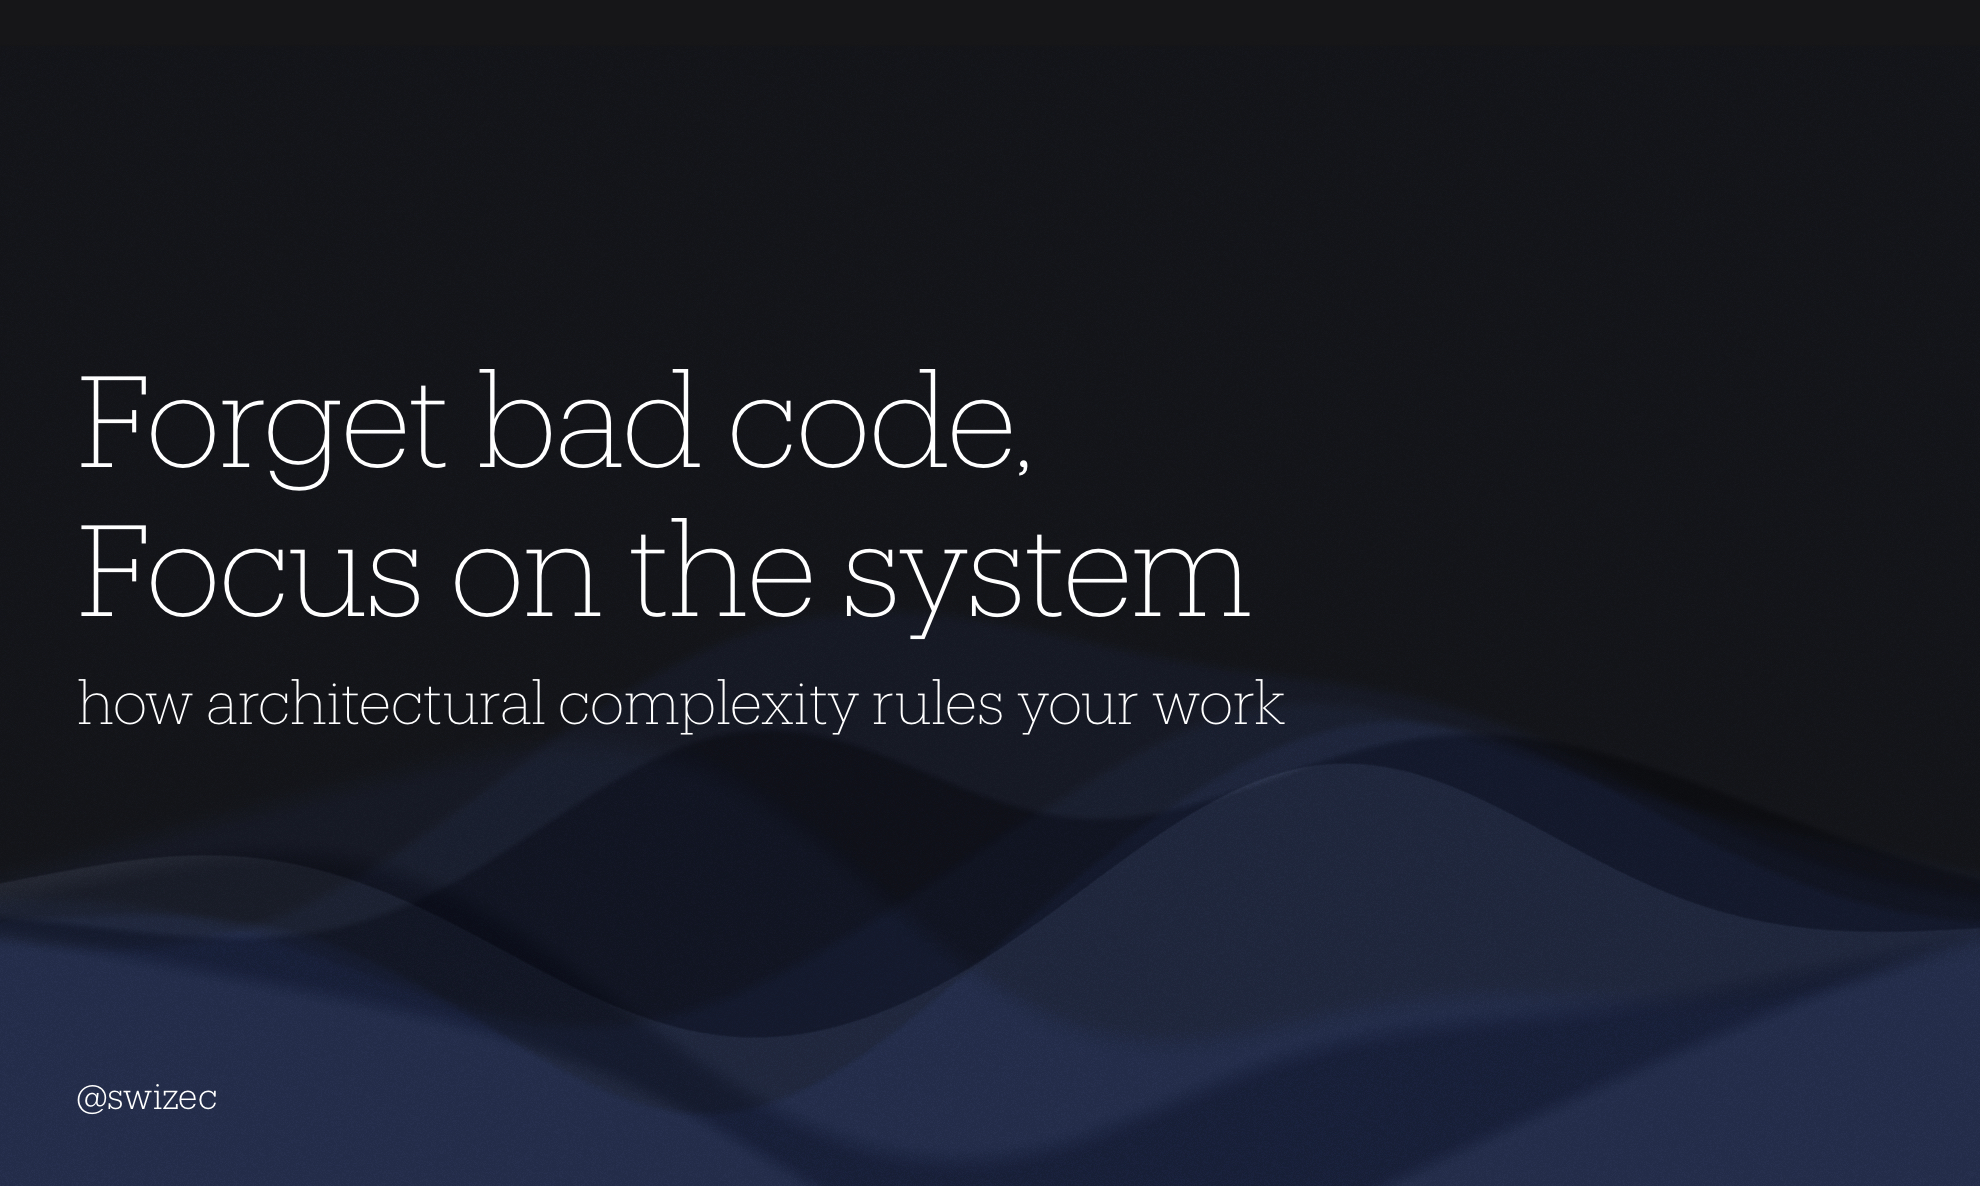 Forget bad code,
Focus on the system
how architectural complexity rules your work
@swizec